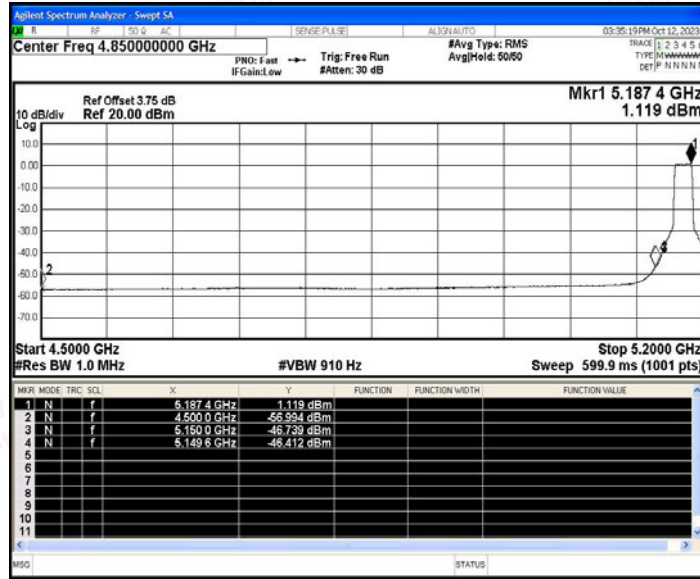 Agilent Spectrum Analyzer - Swept SA
R RF 50 Ω AC SENSE:PULSE ALIGNAUTO 03:35:19 PM Oct 12, 2023
Center Freq 4.850000000 GHz #Avg Type: RMS TRACE 1 2 3 4 5
PNO: Fast Trig: Free Run Avg|Hold: 50/50 TYPE
IFGain:Low #Atten: 30 dB DET P N N N N
Ref Offset 3.75 dB Mkr1 5.187 4 GHz
10 dB/div Ref 20.00 dBm 1.119 dBm
Log
10.0
0.00
-10.0
-20.0
-30.0
-40.0
-50.0
-60.0
-70.0
1
2
4
Start 4.5000 GHz Stop 5.2000 GHz
#Res BW 1.0 MHz #VBW 910 Hz Sweep 599.9 ms (1001 pts)
MKR MODE TRC SCL X Y FUNCTION FUNCTION WIDTH FUNCTION VALUE
1 N f 5.187 4 GHz 1.119 dBm
2 N f 4.500 0 GHz -56.994 dBm
3 N f 5.150 0 GHz -46.739 dBm
4 N f 5.149 6 GHz -46.412 dBm
5
6
7
8
9
10
11
MSG STATUS